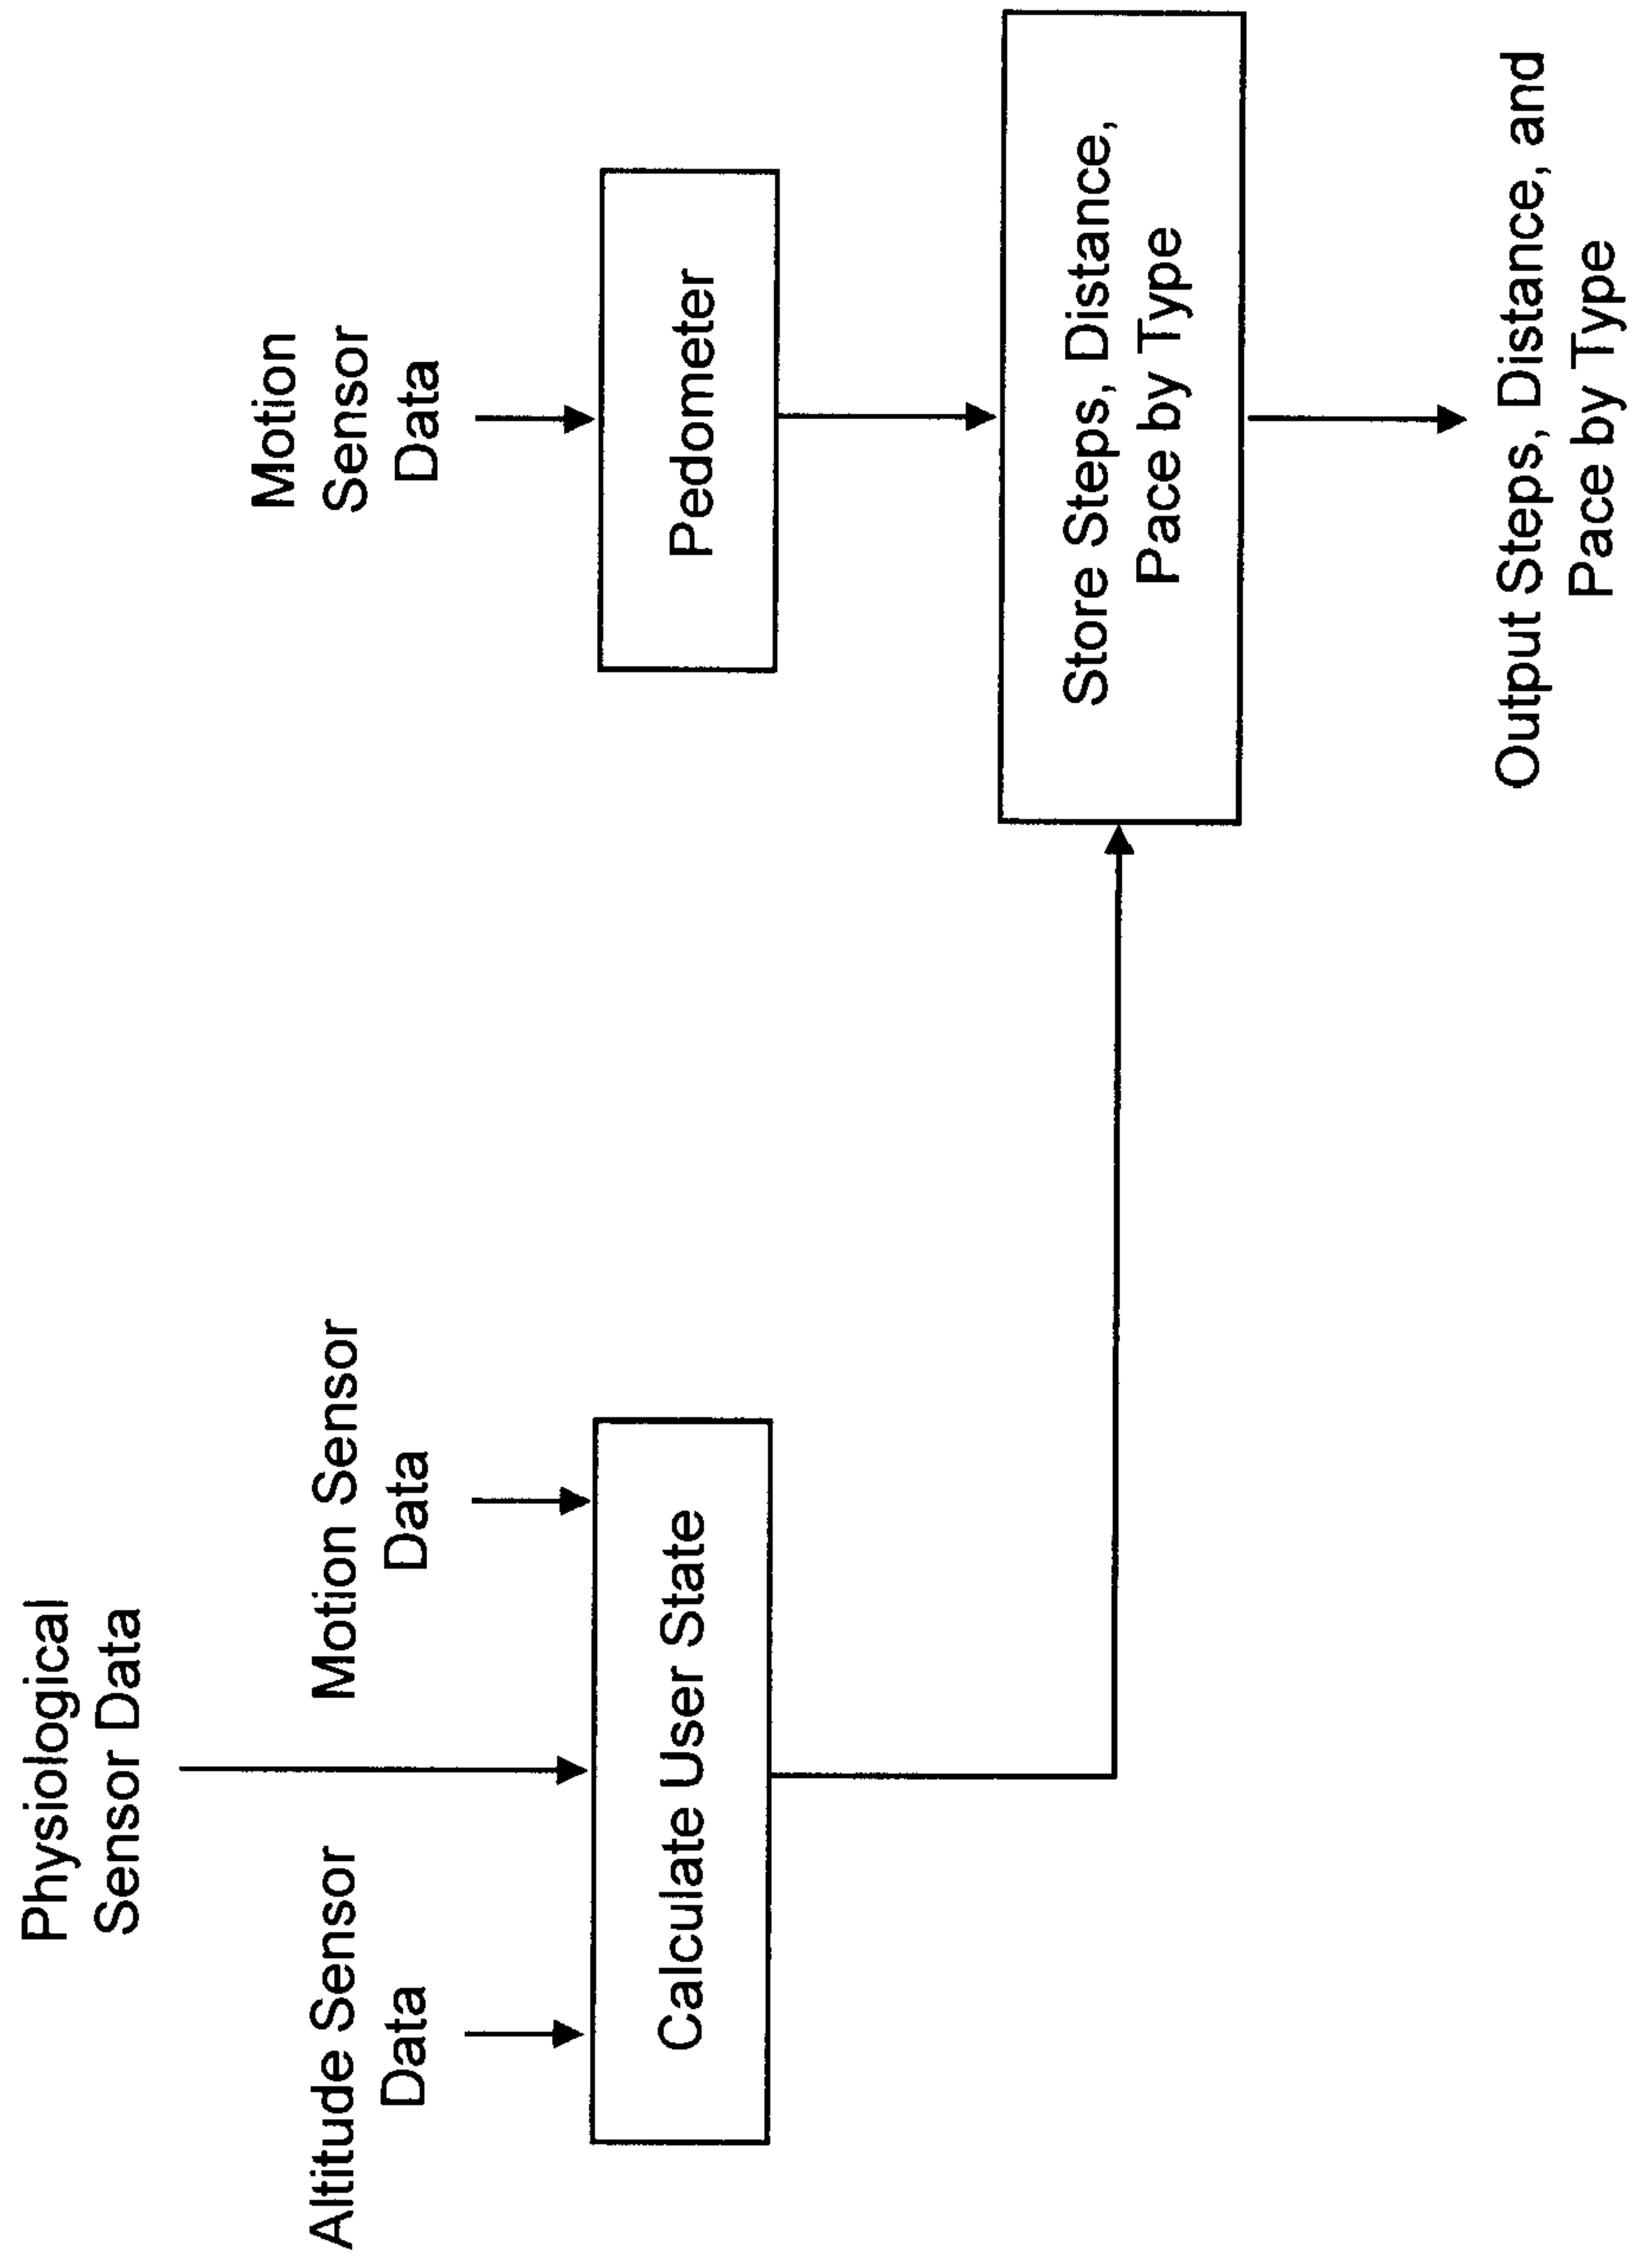 Physiological
Sensor Data
Altitude Sensor
Data
Motion Sensor
Data
Calculate User State
Motion
Sensor
Data
Pedometer
Store Steps, Distance,
Pace by Type
Output Steps, Distance, and
Pace by Type